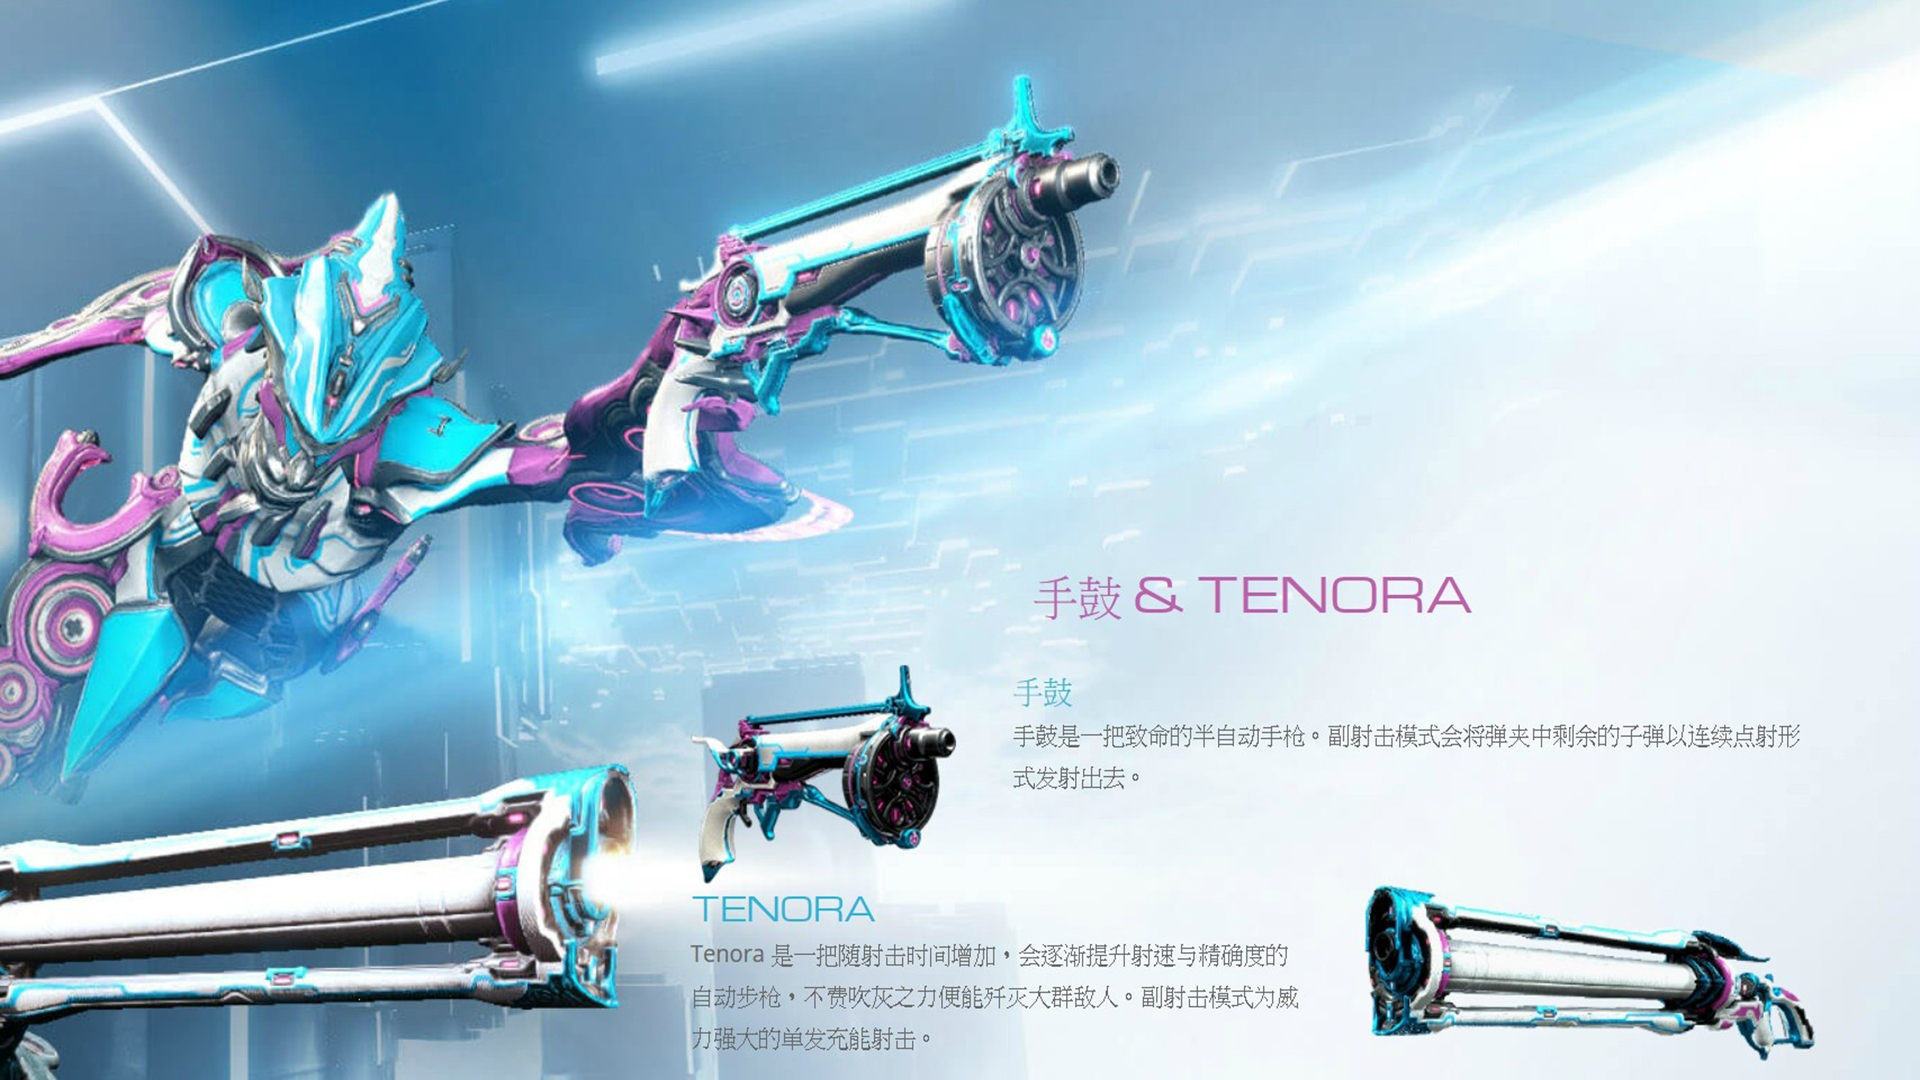 手鼓 & TENORA
手鼓
手鼓是一把致命的半自动手枪。副射击模式会将弹夹中剩余的子弹以连续点射形
式发射出去。
TENORA
Tenora 是一把随射击时间增加，会逐渐提升射速与精确度的
自动步枪，不费吹灰之力便能歼灭大群敌人。副射击模式为威
力强大的单发充能射击。